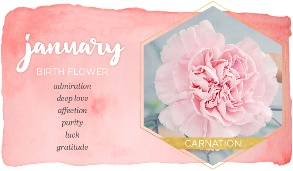 january
BIRTH FLOWER
admiration
deep love
affection
purity
luck
gratitude
CARNATION